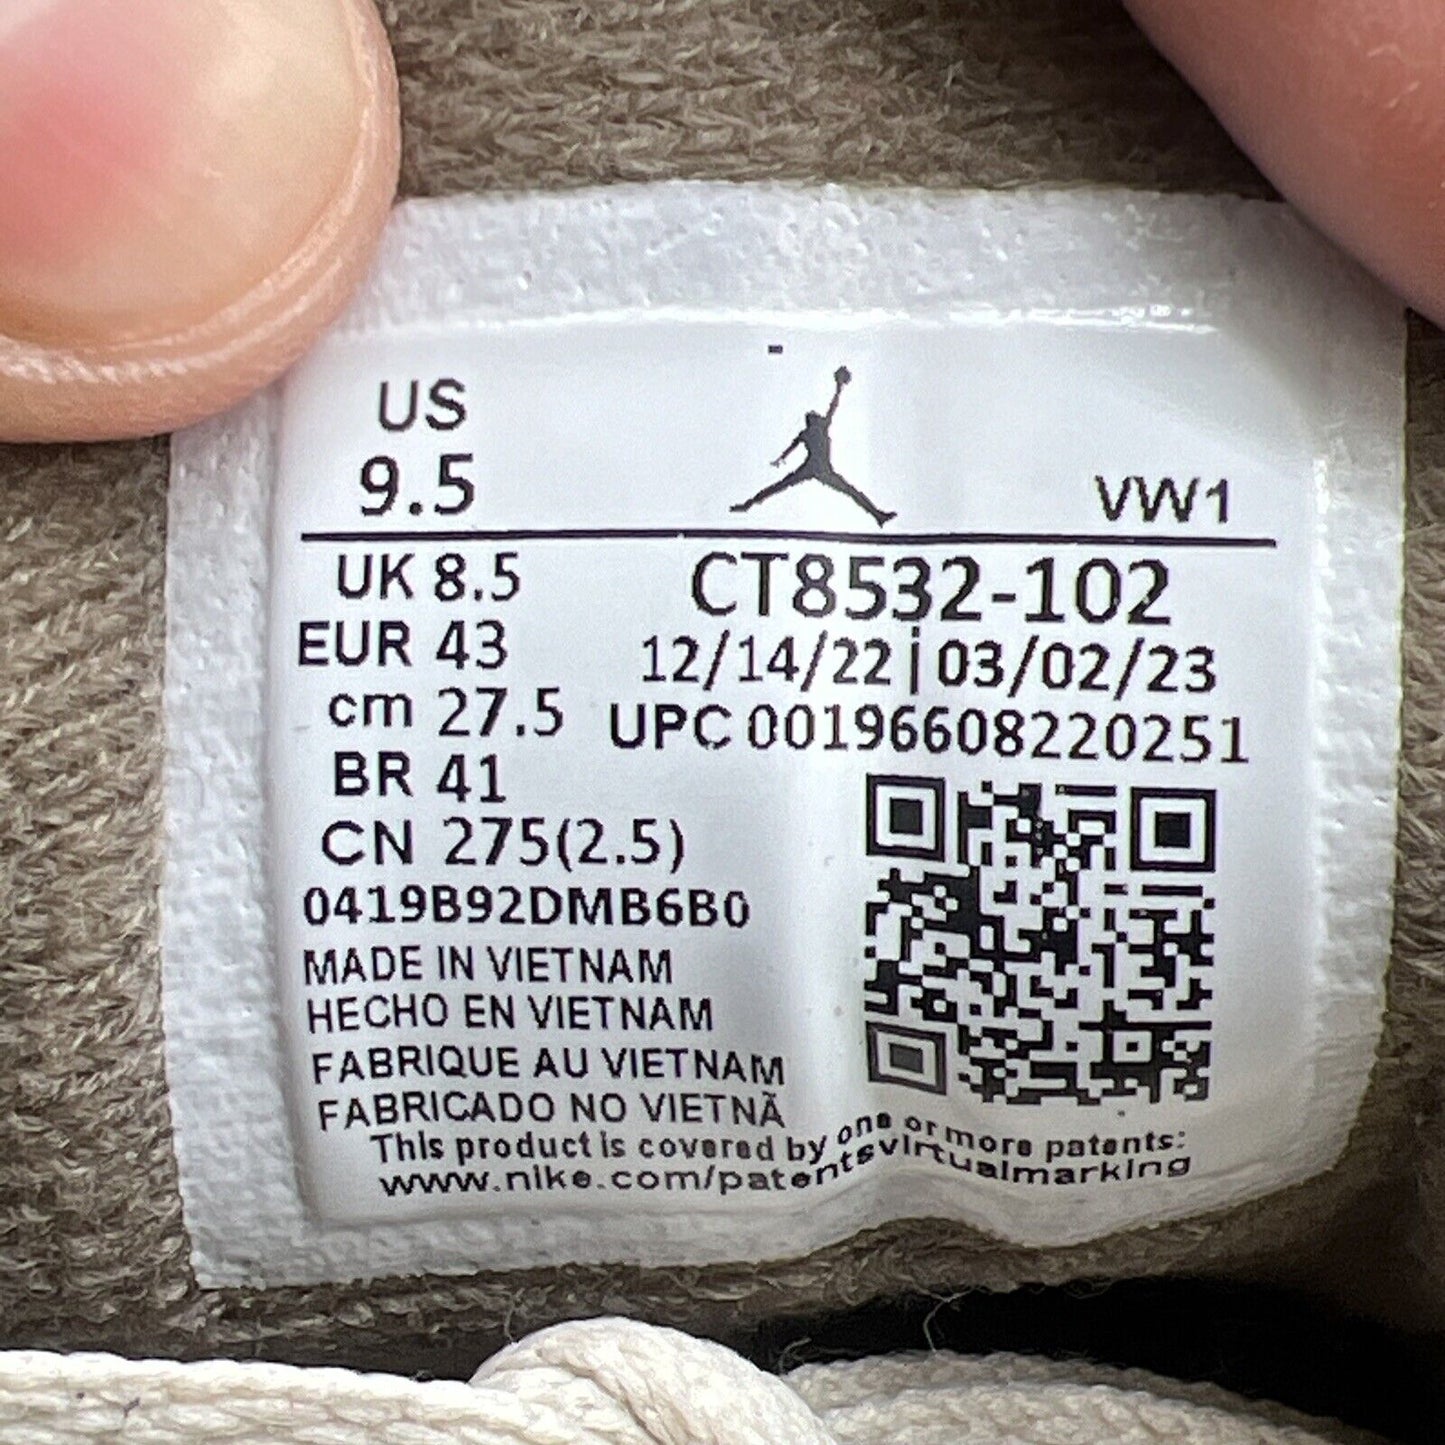 US
9.5
VW1
UK 8.5
EUR 43
cm 27.5
BR 41
CN 275(2.5)
CT8532-102
12/14/22|03/02/23
UPC 00196608220251
0419B92DMB6B0
MADE IN VIETNAM
HECHO EN VIETNAM
FABRIQUE AU VIETNAM
FABRICADO NO VIETNÃ
This product is covered by one or more patents:
www.nike.com/patentsvirtualmarking